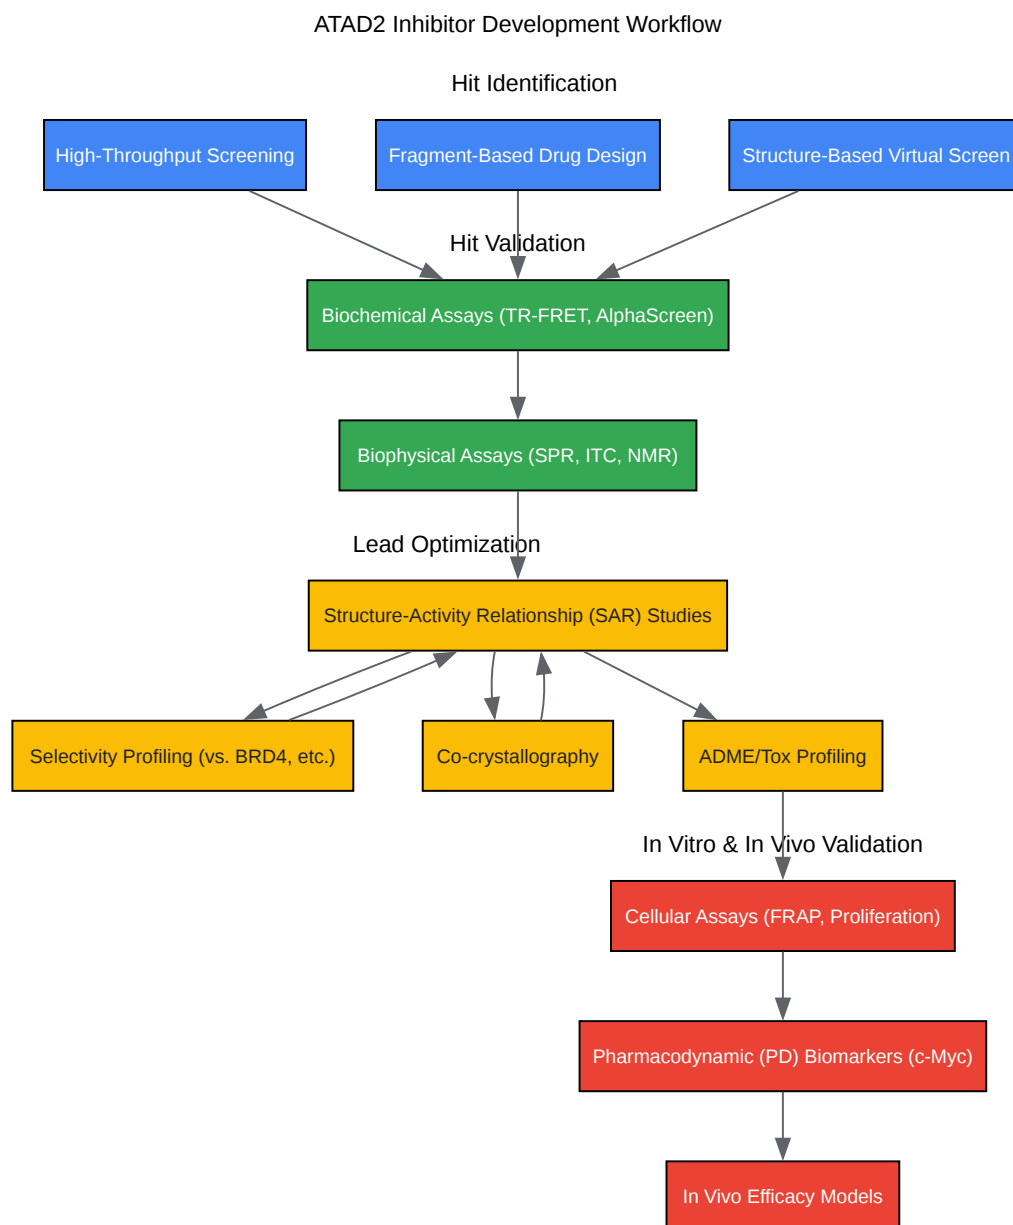 ATAD2 Inhibitor Development Workflow
Hit Identification
High-Throughput Screening
Fragment-Based Drug Design
Structure-Based Virtual Screen
Hit Validation
Biochemical Assays (TR-FRET, AlphaScreen)
Biophysical Assays (SPR, ITC, NMR)
Lead Optimization
Structure-Activity Relationship (SAR) Studies
Selectivity Profiling (vs. BRD4, etc.)
Co-crystallography
ADME/Tox Profiling
In Vitro & In Vivo Validation
Cellular Assays (FRAP, Proliferation)
Pharmacodynamic (PD) Biomarkers (c-Myc)
In Vivo Efficacy Models